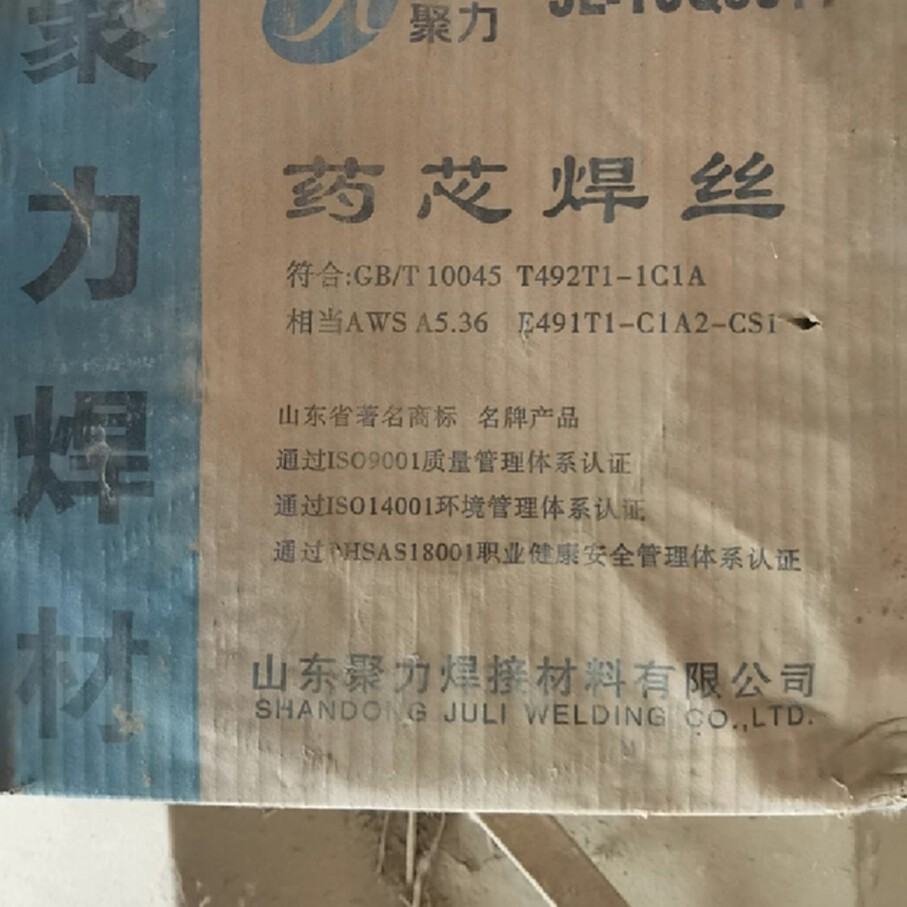 聚力焊材
聚力
药芯焊丝
符合:GB/T 10045 T492T1-1C1A
相当AWS A5.36 E491T1-C1A2-CS1
山东省著名商标 名牌产品
通过ISO9001质量管理体系认证
通过ISO14001环境管理体系认证
通过OHSAS18001职业健康安全管理体系认证
山东聚力焊接材料有限公司
SHANDONG JULI WELDING CO.,LTD.